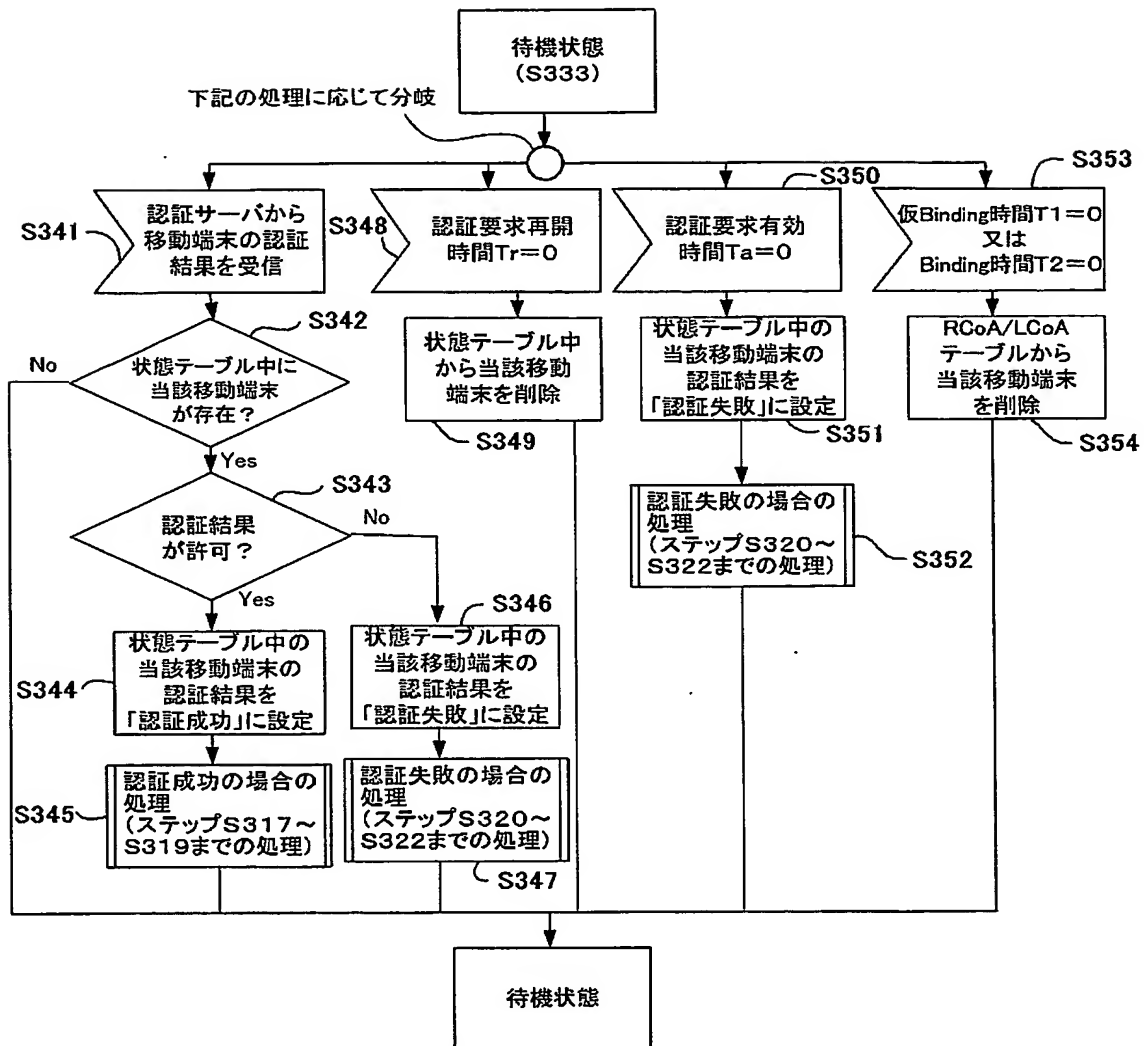 待機状態
(S333)
下記の処理に応じて分岐
S341
認証サーバから
移動端末の認証
結果を受信
S348
認証要求再開
時間Tr=0
S350
認証要求有効
時間Ta=0
S353
仮Binding時間T1=0
又は
Binding時間T2=0
S342
No
状態テーブル中に
当該移動端末
が存在?
Yes
状態テーブル中
から当該移動
端末を削除
S349
状態テーブル中の
当該移動端末の
認証結果を
「認証失敗」に設定
S351
RCoA/LCoA
テーブルから
当該移動端末
を削除
S354
S343
認証結果
が許可?
No
Yes
認証失敗の場合の
処理
(ステップS320~
S322までの処理)
S352
S344
状態テーブル中の
当該移動端末の
認証結果を
「認証成功」に設定
S346
状態テーブル中の
当該移動端末の
認証結果を
「認証失敗」に設定
S345
認証成功の場合の
処理
(ステップS317~
S319までの処理)
認証失敗の場合の
処理
(ステップS320~
S322までの処理)
S347
待機状態